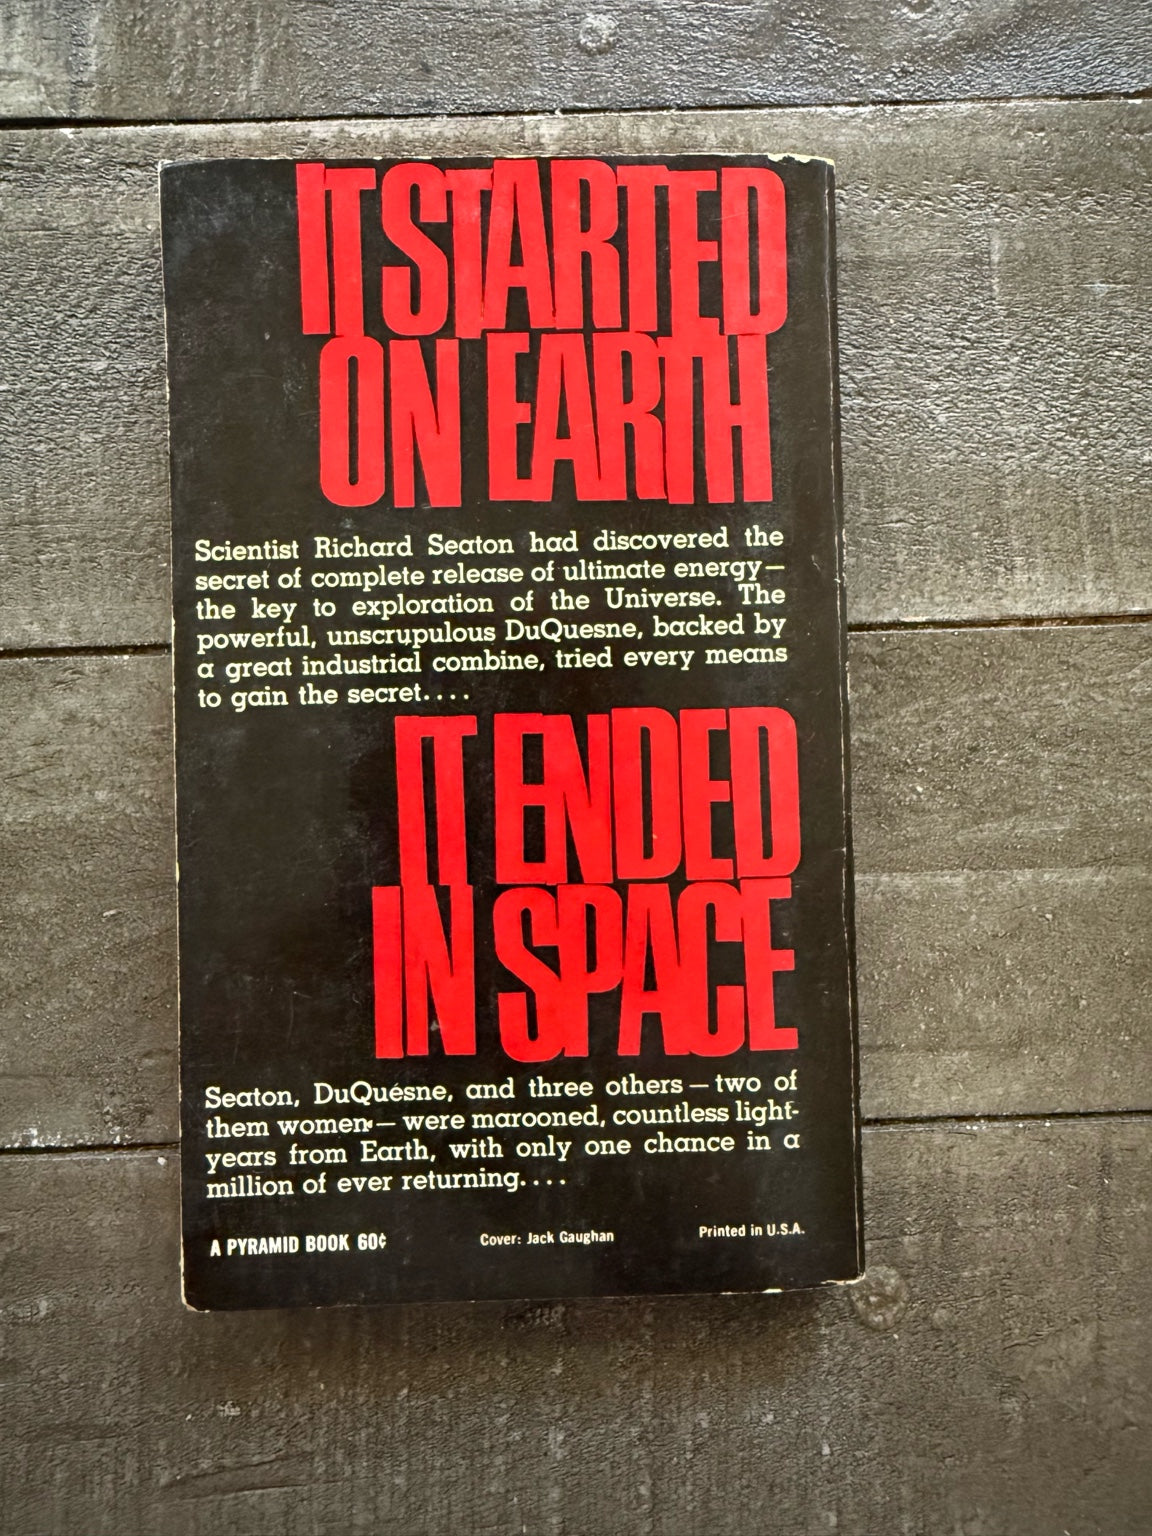 IT STARTED
ON EARTH
Scientist Richard Seaton had discovered the
secret of complete release of ultimate energy—
the key to exploration of the Universe. The
powerful, unscrupulous DuQuesne, backed by
a great industrial combine, tried every means
to gain the secret....
IT ENDED
IN SPACE
Seaton, DuQuesne, and three others — two of
them women — were marooned, countless light-
years from Earth, with only one chance in a
million of ever returning....
A PYRAMID BOOK 60¢ Cover: Jack Gaughan Printed in U.S.A.